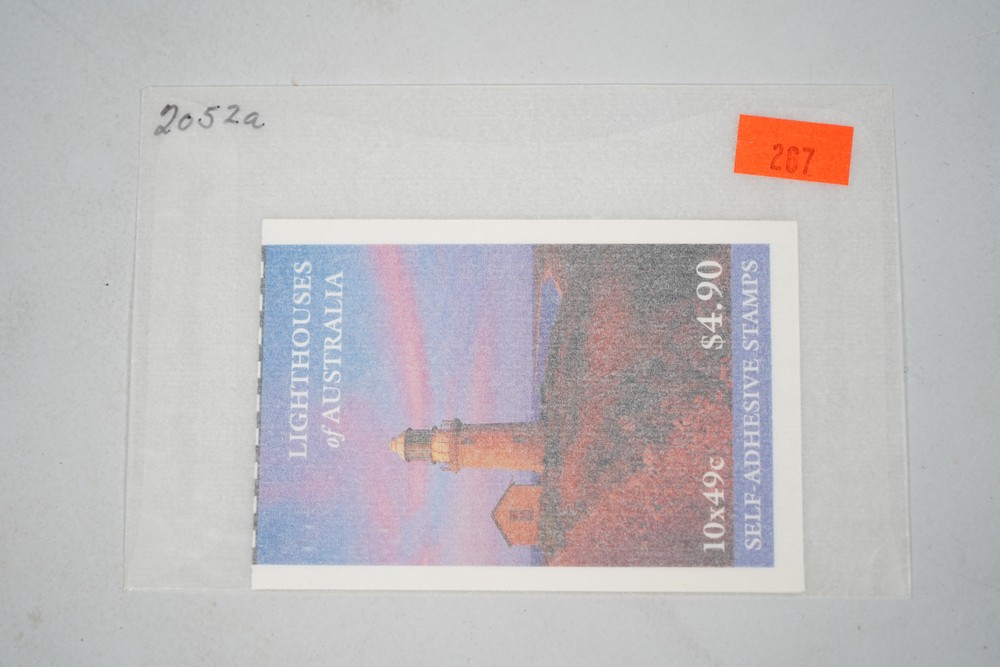 2052a
267
LIGHTHOUSES
of AUSTRALIA
10x49c $4.90
SELF-ADHESIVE STAMPS